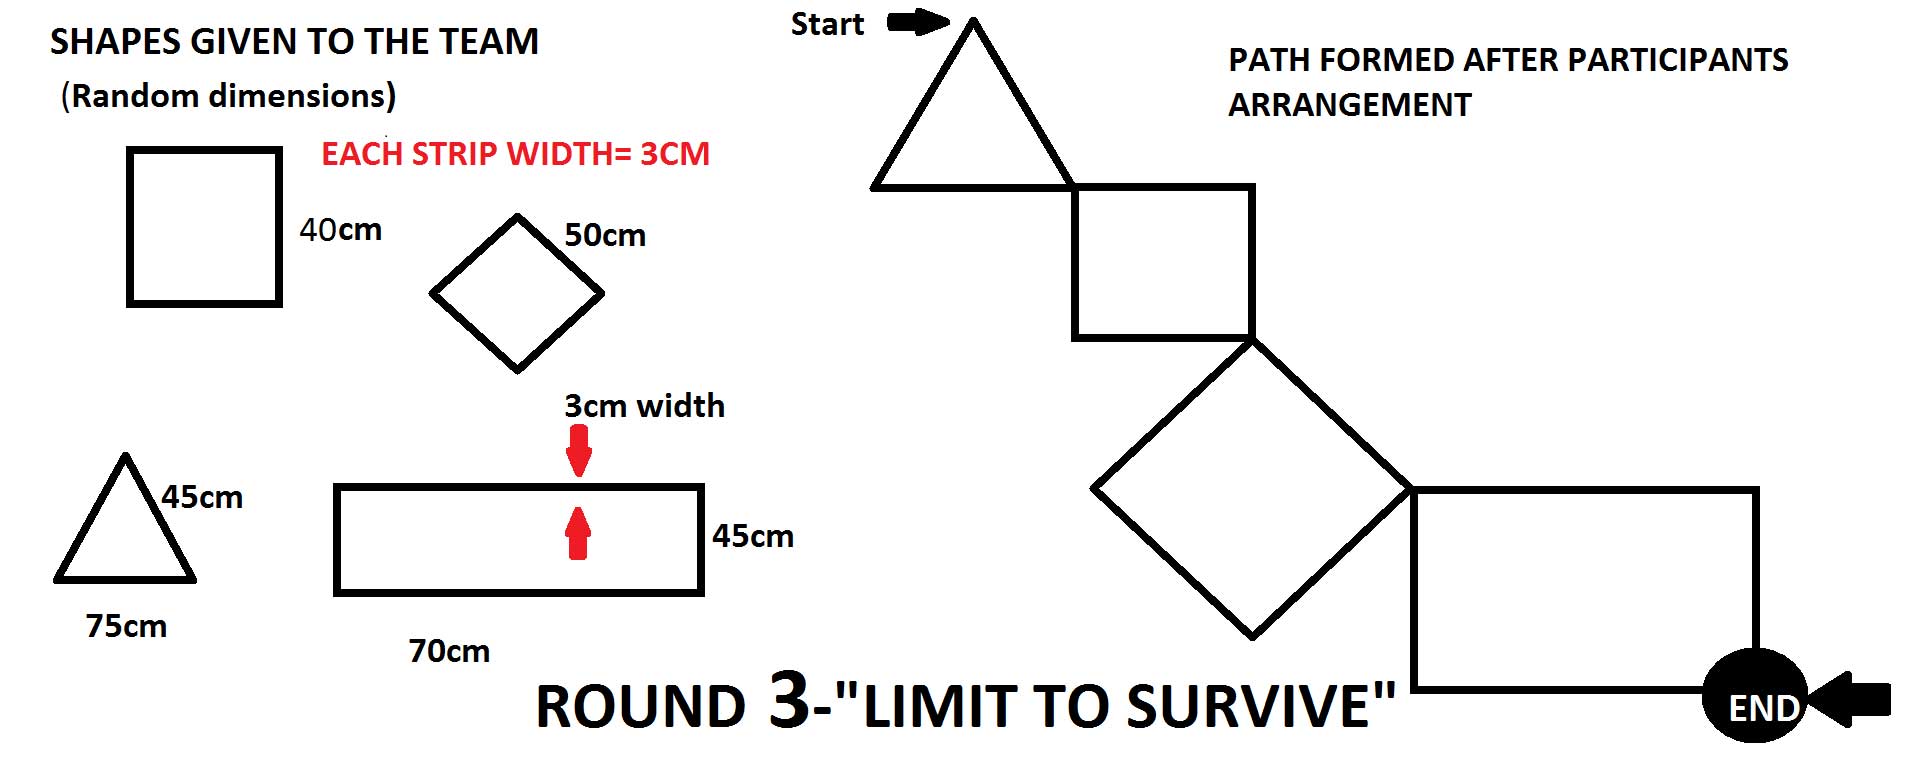 SHAPES GIVEN TO THE TEAM
(Random dimensions)
EACH STRIP WIDTH= 3CM
40cm
50cm
3cm width
45cm
75cm
45cm
70cm
Start
PATH FORMED AFTER PARTICIPANTS
ARRANGEMENT
END
ROUND 3-"LIMIT TO SURVIVE"